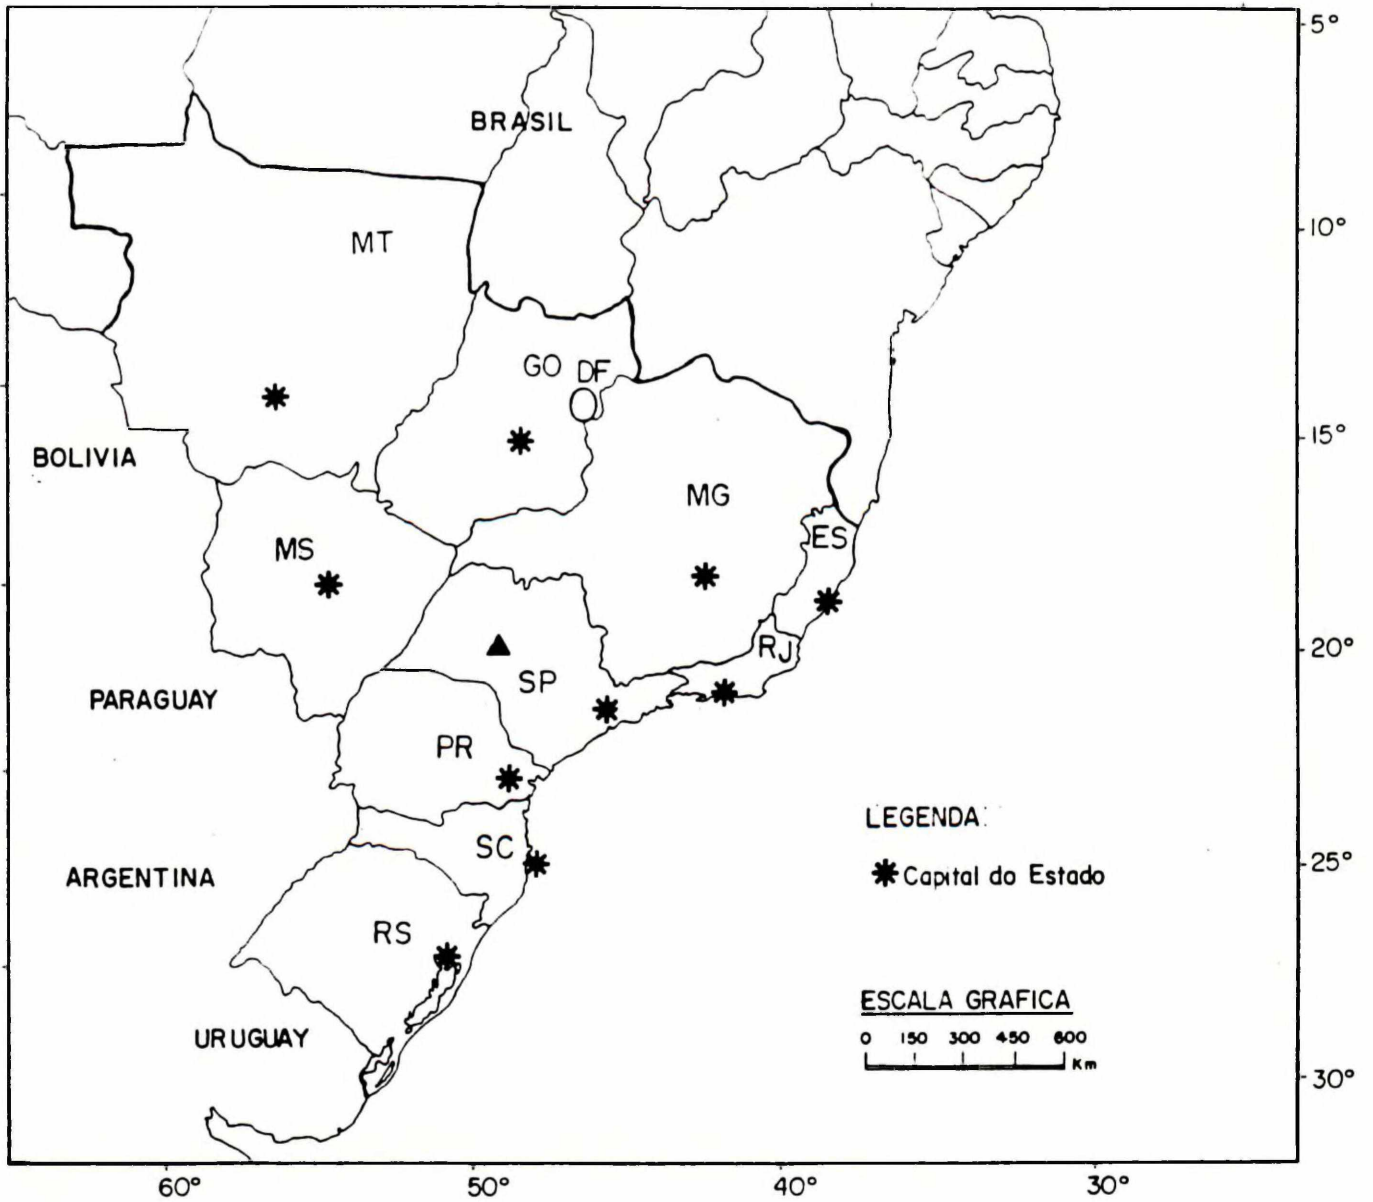 5°
BRASIL
10°
MT
GO DF
15°
BOLIVIA
MG
ES
MS
RJ
20°
SP
PARAGUAY
PR
LEGENDA:
SC
25°
ARGENTINA
Capital do Estado
RS
ESCALA GRAFICA
URUGUAY
0 150 300 450 600
Km
30°
60° 50° 40° 30°